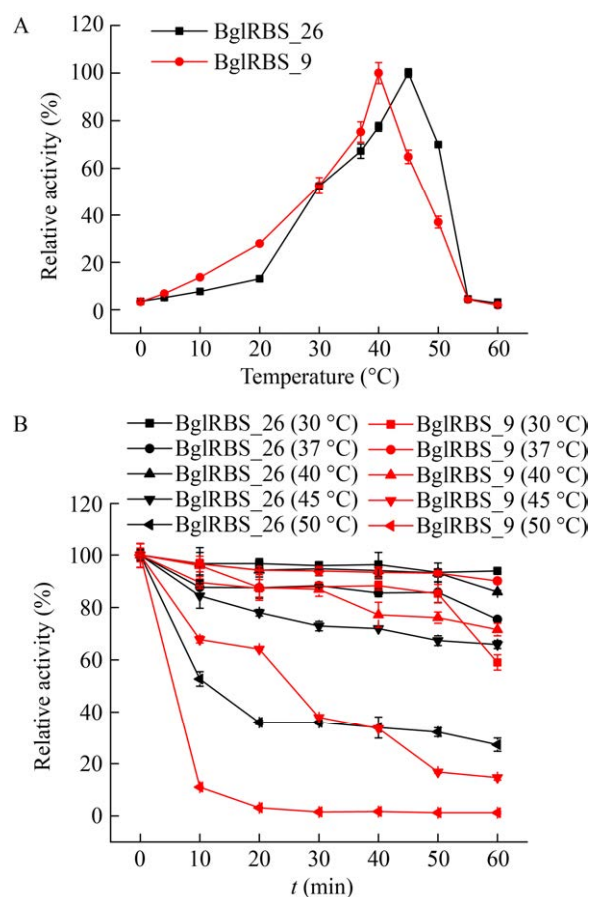 A
BglRBS_26
BglRBS_9
120
100
80
60
40
20
0
Relative activity (%)
0 10 20 30 40 50 60
Temperature (°C)
B
BglRBS_26 (30 °C) BglRBS_9 (30 °C)
BglRBS_26 (37 °C) BglRBS_9 (37 °C)
BglRBS_26 (40 °C) BglRBS_9 (40 °C)
BglRBS_26 (45 °C) BglRBS_9 (45 °C)
BglRBS_26 (50 °C) BglRBS_9 (50 °C)
120
100
80
60
40
20
0
Relative activity (%)
0 10 20 30 40 50 60
t (min)